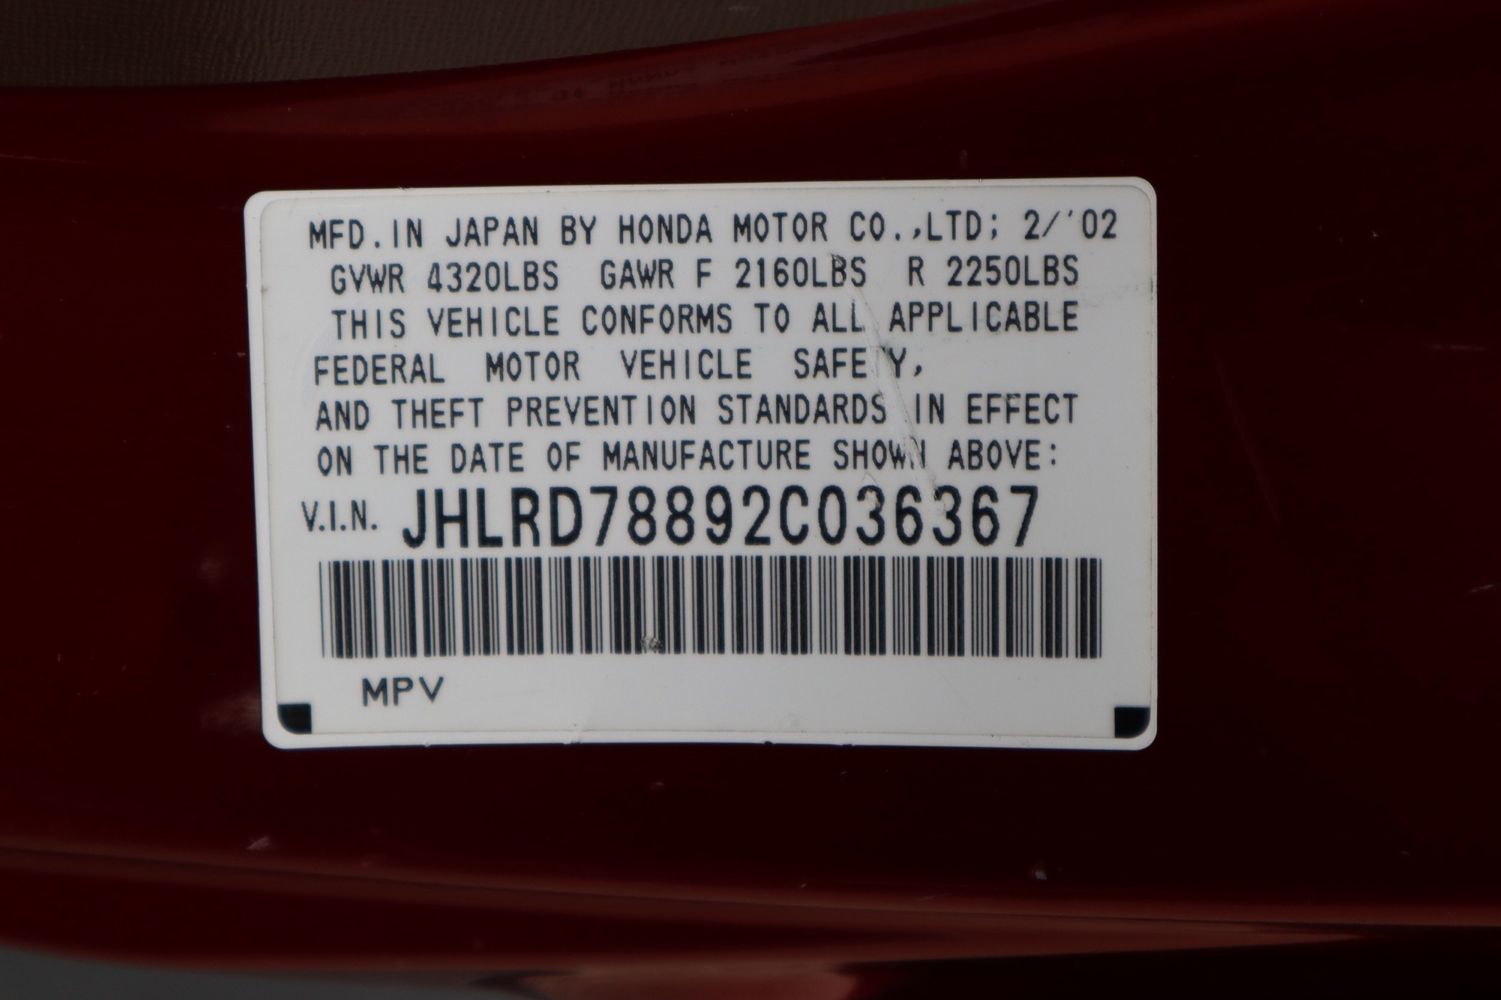 MFD. IN JAPAN BY HONDA MOTOR CO.,LTD; 2/'02
GVWR 4320LBS GAWR F 2160LBS R 2250LBS
THIS VEHICLE CONFORMS TO ALL APPLICABLE
FEDERAL MOTOR VEHICLE SAFETY,
AND THEFT PREVENTION STANDARDS IN EFFECT
ON THE DATE OF MANUFACTURE SHOWN ABOVE:
V.I.N. JHLRD78892C036367
MPV